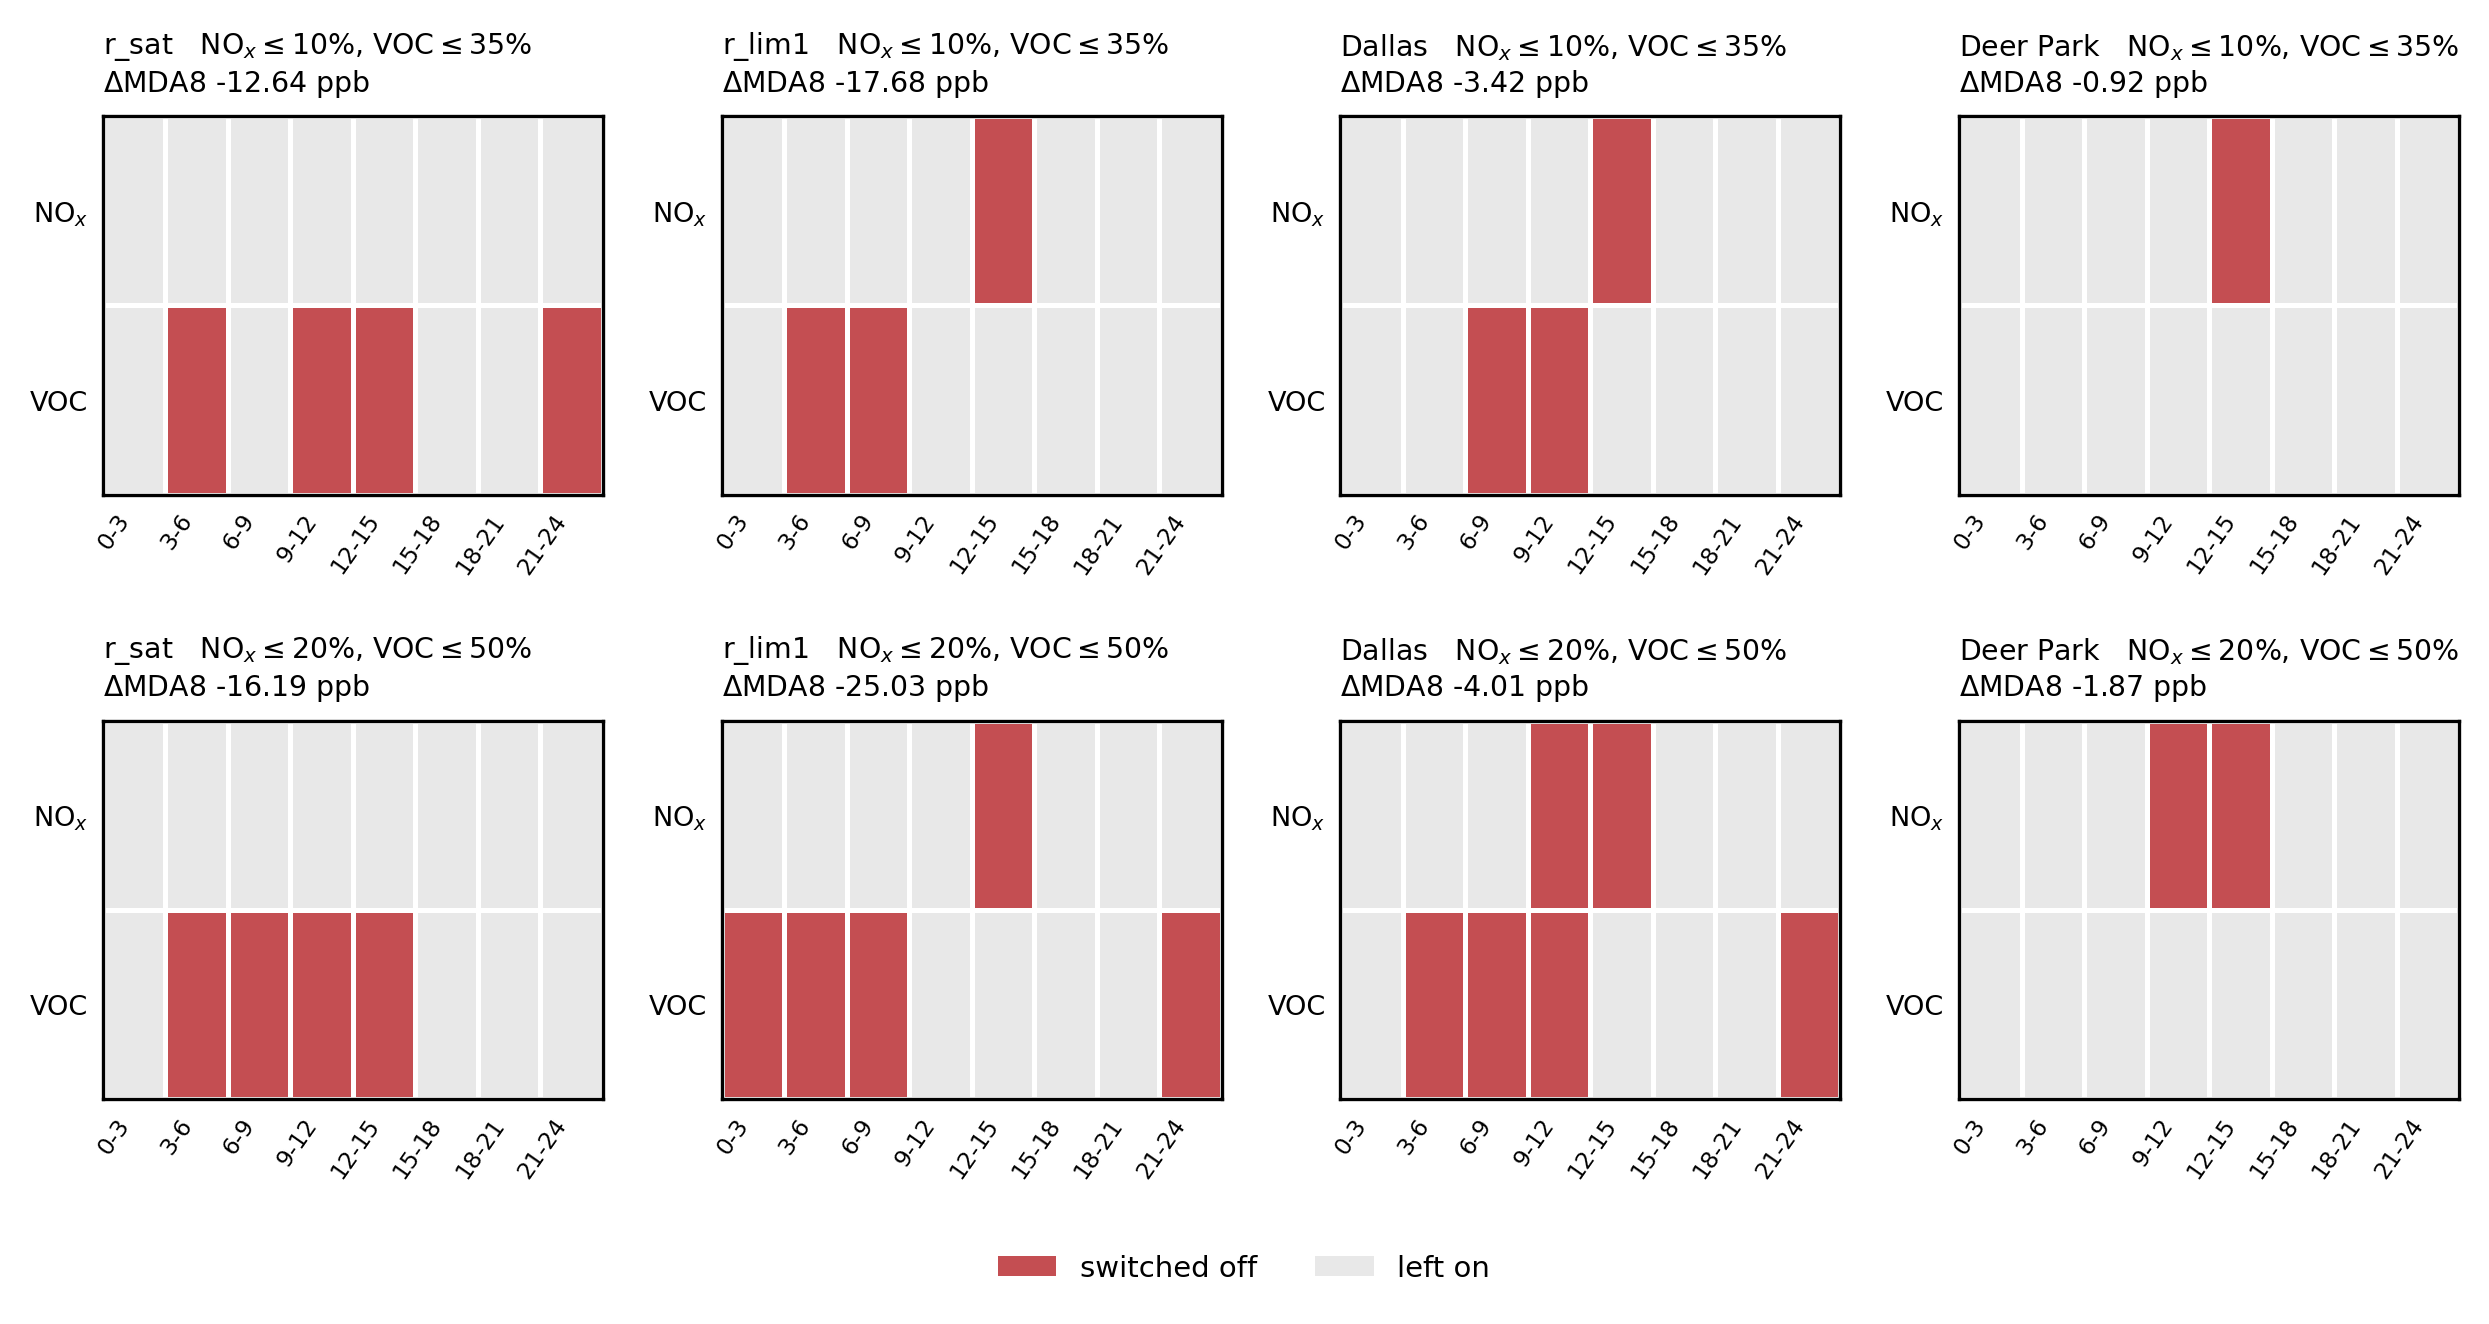 r_sat NOₓ ≤ 10%, VOC ≤ 35%
ΔMDA8 -12.64 ppb
NOₓ
VOC
0-3 3-6 6-9 9-12 12-15 15-18 18-21 21-24
r_lim1 NOₓ ≤ 10%, VOC ≤ 35%
ΔMDA8 -17.68 ppb
NOₓ
VOC
0-3 3-6 6-9 9-12 12-15 15-18 18-21 21-24
Dallas NOₓ ≤ 10%, VOC ≤ 35%
ΔMDA8 -3.42 ppb
NOₓ
VOC
0-3 3-6 6-9 9-12 12-15 15-18 18-21 21-24
Deer Park NOₓ ≤ 10%, VOC ≤ 35%
ΔMDA8 -0.92 ppb
NOₓ
VOC
0-3 3-6 6-9 9-12 12-15 15-18 18-21 21-24
r_sat NOₓ ≤ 20%, VOC ≤ 50%
ΔMDA8 -16.19 ppb
NOₓ
VOC
0-3 3-6 6-9 9-12 12-15 15-18 18-21 21-24
r_lim1 NOₓ ≤ 20%, VOC ≤ 50%
ΔMDA8 -25.03 ppb
NOₓ
VOC
0-3 3-6 6-9 9-12 12-15 15-18 18-21 21-24
Dallas NOₓ ≤ 20%, VOC ≤ 50%
ΔMDA8 -4.01 ppb
NOₓ
VOC
0-3 3-6 6-9 9-12 12-15 15-18 18-21 21-24
Deer Park NOₓ ≤ 20%, VOC ≤ 50%
ΔMDA8 -1.87 ppb
NOₓ
VOC
0-3 3-6 6-9 9-12 12-15 15-18 18-21 21-24
switched off left on